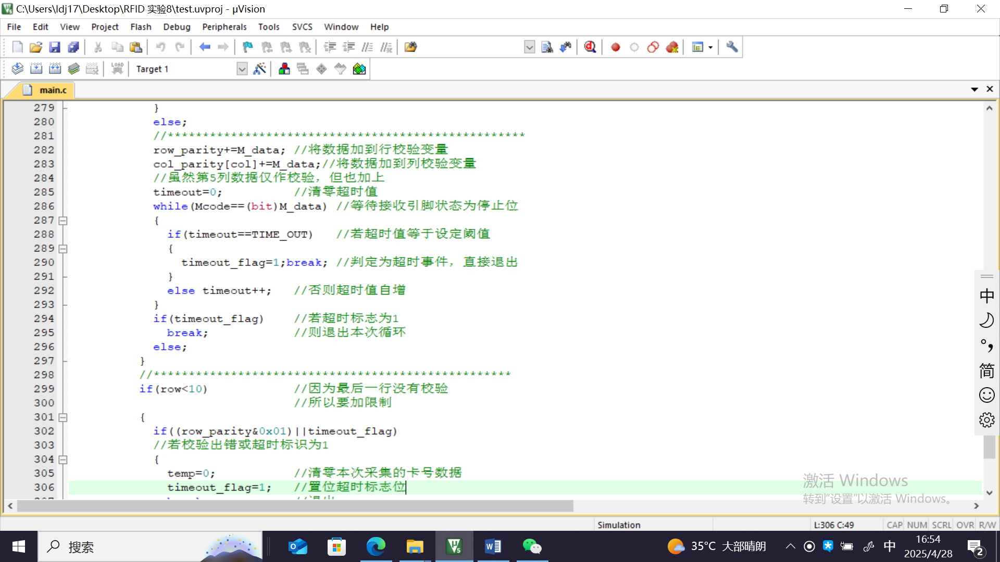 C:\Users\ldj17\Desktop\RFID 实验8\test.uvproj - µVision
File Edit View Project Flash Debug Peripherals Tools SVCS Window Help
LOAD Target 1
main.c
279 }
280 else;
281 //***************************************************
282 row_parity+=M_data; //将数据加到行校验变量
283 col_parity[col]+=M_data;//将数据加到列校验变量
284 //虽然第5列数据仅作校验，但也加上
285 timeout=0; //清零超时值
286 while(Mcode==(bit)M_data) //等待接收引脚状态为停止位
287 {
288 if(timeout==TIME_OUT) //若超时值等于设定阈值
289 {
290 timeout_flag=1;break; //判定为超时事件，直接退出
291 }
292 else timeout++; //否则超时值自增
293 }
294 if(timeout_flag) //若超时标志为1
295 break; //则退出本次循环
296 else;
297 }
298 //***************************************************
299 if(row<10) //因为最后一行没有校验
300 //所以要加限制
301 {
302 if((row_parity&0x01)||timeout_flag)
303 //若校验出错或超时标识为1
304 {
305 temp=0; //清零本次采集的卡号数据
306 timeout_flag=1; //置位超时标志位
中
简
激活 Windows
转到"设置"以激活 Windows。
Simulation L:306 C:49 CAP NUM SCRL OVR R/W
搜索
35°C 大部晴朗
中
16:54
2025/4/28
2